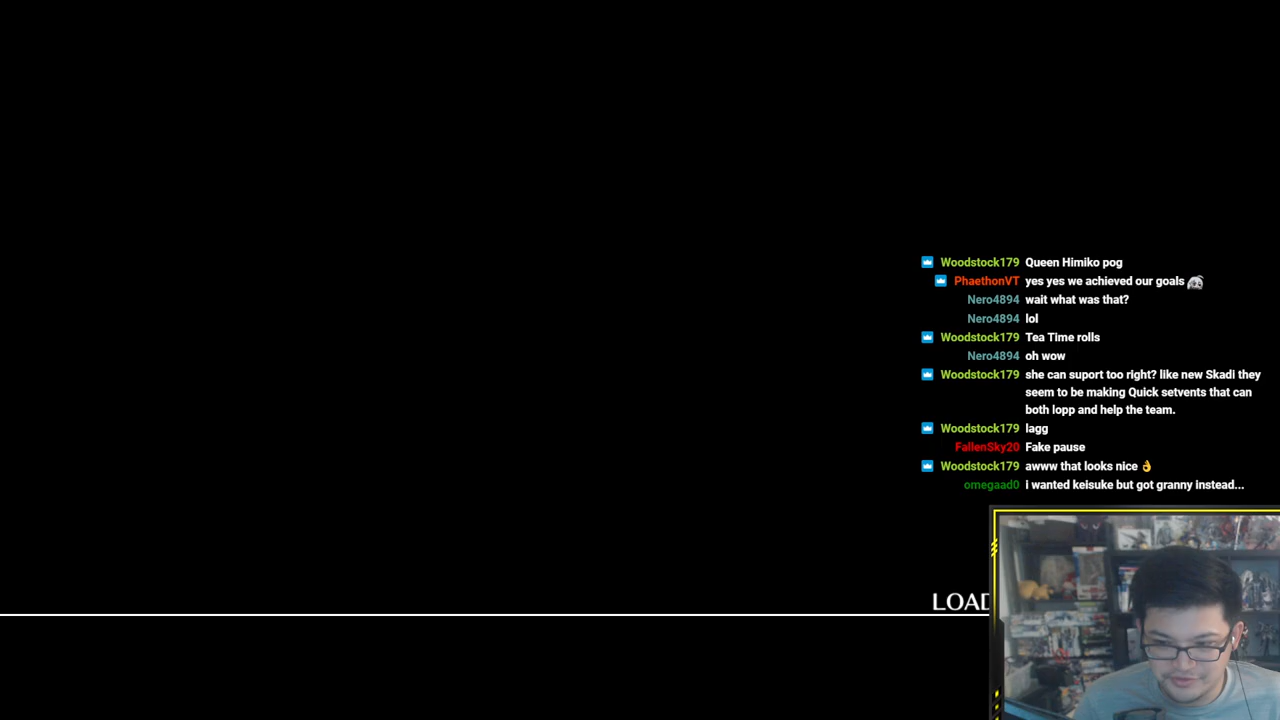 Woodstock179 Queen Himiko pog
PhaethonVT yes yes we achieved our goals
Nero4894 wait what was that?
Nero4894 lol
Woodstock179 Tea Time rolls
Nero4894 oh wow
Woodstock179 she can suport too right? like new Skadi they
seem to be making Quick setvents that can
both lopp and help the team.
Woodstock179 lagg
FallenSky20 Fake pause
Woodstock179 awww that looks nice 👌
omegaad0 i wanted keisuke but got granny instead...
LOAD